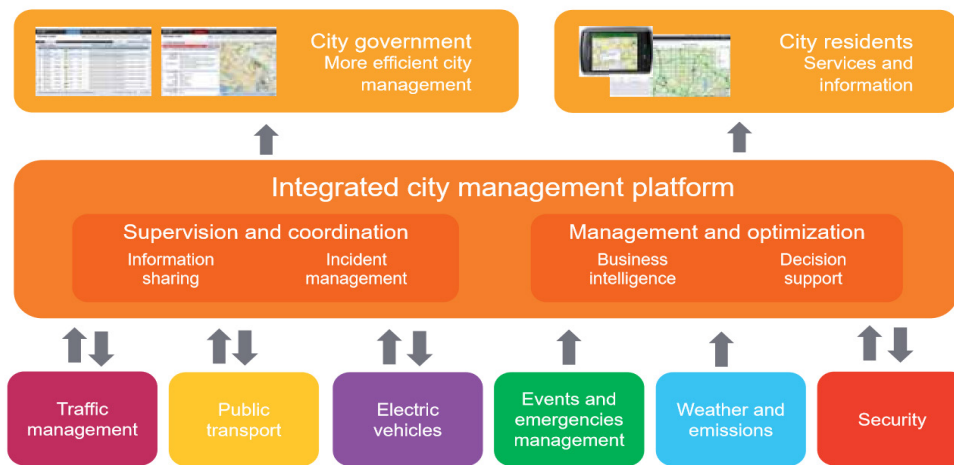 City government
More efficient city
management
City residents
Services and
information
Integrated city management platform
Supervision and coordination
Information
sharing
Incident
management
Management and optimization
Business
intelligence
Decision
support
Traffic
management
Public
transport
Electric
vehicles
Events and
emergencies
management
Weather and
emissions
Security